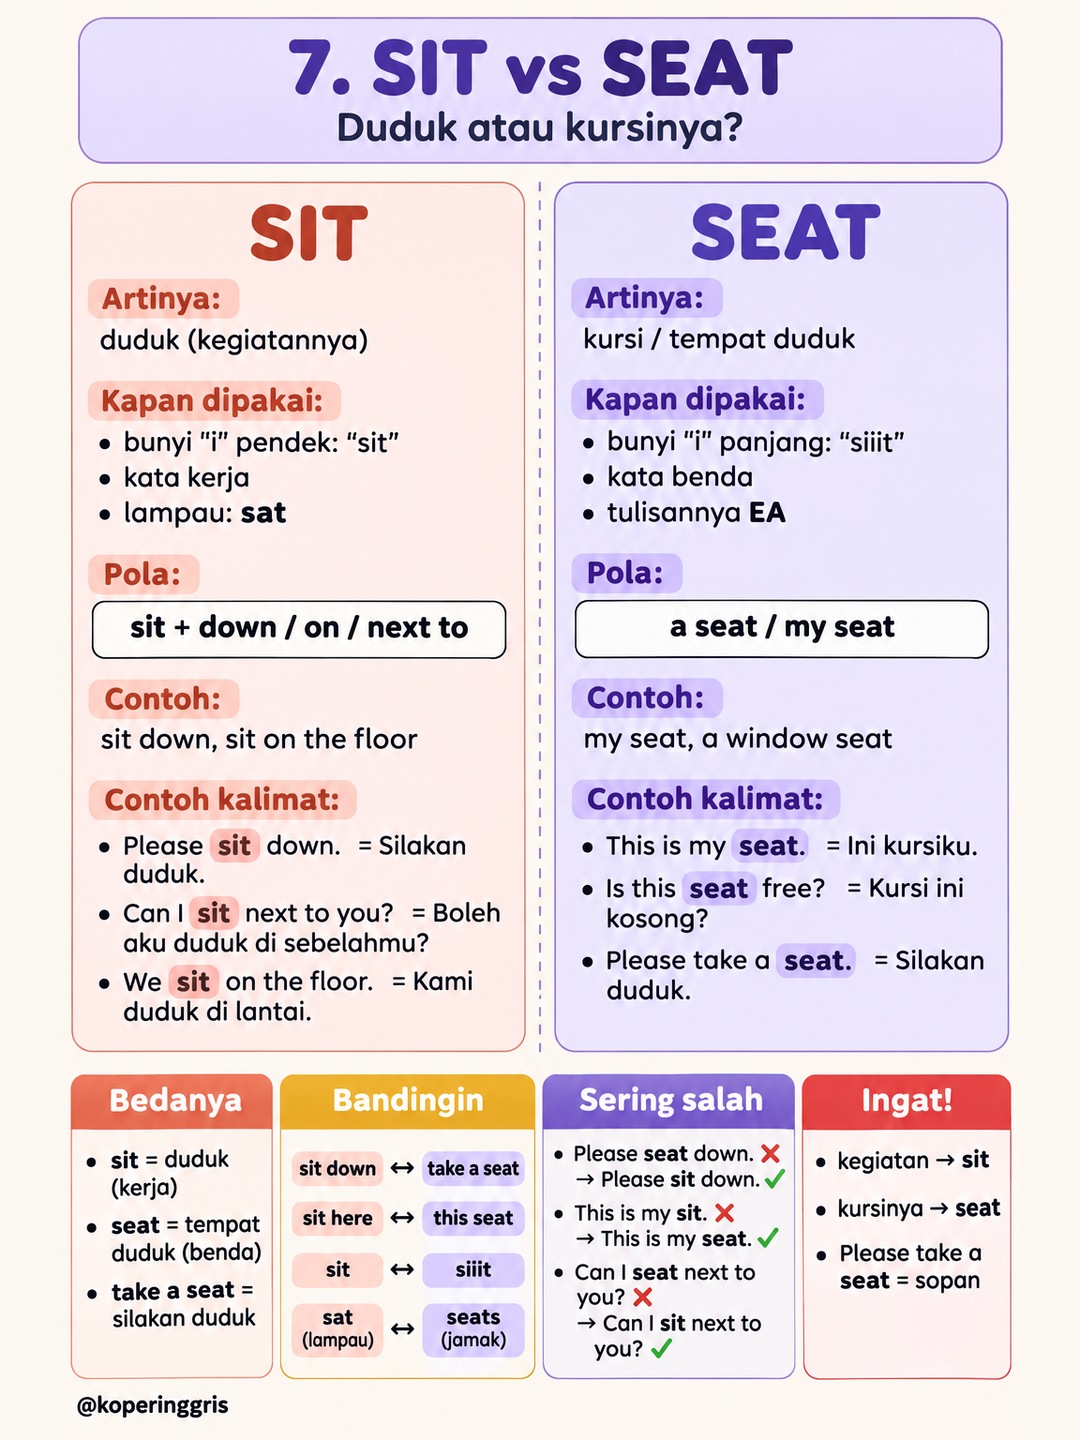 7. SIT vs SEAT
Duduk atau kursinya?
SIT
Artinya:
duduk (kegiatannya)
Kapan dipakai:
• bunyi "i" pendek: "sit"
• kata kerja
• lampau: sat
Pola:
sit + down / on / next to
Contoh:
sit down, sit on the floor
Contoh kalimat:
• Please sit down. = Silakan
duduk.
• Can I sit next to you? = Boleh
aku duduk di sebelahmu?
• We sit on the floor. = Kami
duduk di lantai.
SEAT
Artinya:
kursi / tempat duduk
Kapan dipakai:
• bunyi "i" panjang: "siiit"
• kata benda
• tulisannya EA
Pola:
a seat / my seat
Contoh:
my seat, a window seat
Contoh kalimat:
• This is my seat. = Ini kursiku.
• Is this seat free? = Kursi ini
kosong?
• Please take a seat. = Silakan
duduk.
Bedanya
• sit = duduk
(kerja)
• seat = tempat
duduk (benda)
• take a seat =
silakan duduk
Bandingin
sit down ↔ take a seat
sit here ↔ this seat
sit ↔ siiit
sat ↔ seats
(lampau) (jamak)
Sering salah
• Please seat down. ❌
→ Please sit down. ✓
• This is my sit. ❌
→ This is my seat. ✓
• Can I seat next to
you? ❌
→ Can I sit next to
you? ✓
Ingat!
• kegiatan → sit
• kursinya → seat
• Please take a
seat = sopan
@koperinggris